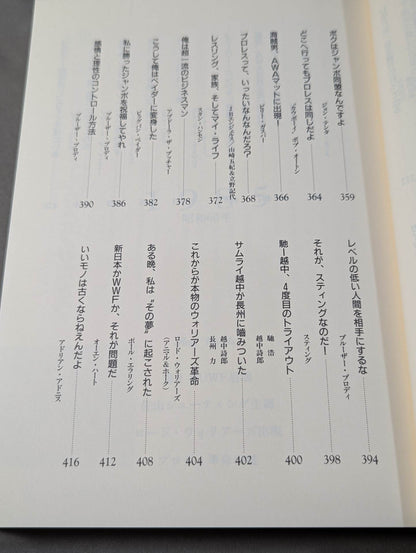 ボクはジャンボ同盟なんですよ
ジョン・テンタ
359
どこへ行ってもプロレスは同じだよ
カウボーイ・ボブ・オートン
364
海賊男、AWAマットに出現！
ビリー・ガスパー
366
プロレスって、いったいなんなんだろ？
JBエンジェルス/山崎五紀&立野記代
368
レスリング、家族、そしてマイ・ライフ
スタン・ハンセン
372
俺は超一流のビジネスマン
アブドーラ・ザ・ブッチャー
378
こうして俺はベイダーに変身した
ビッグバン・ベイダー
382
私に勝ったジャンボを祝福してやれ
ブルーザー・ブロディ
386
感情と理性のコントロール方法
ブルーザー・ブロディ
390
レベルの低い人間を相手にするな
ブルーザー・ブロディ
394
それが、スティングなのだー
スティング
398
馳ー越中、4度目のトライアウト
馳 浩
越中詩郎
400
サムライ越中が長州に噛みついた
越中詩郎
長州 力
402
これからが本物のウォリアーズ革命
ロード・ウォリアーズ
(アニマル&ホーク)
404
ある晩、私は〝その夢〟に起こされた
ポール・エラリング
408
新日本かWWFか、それが問題だ
オーエン・ハート
412
いいモノは古くならねえんだよ
アドリアン・アドニス
416